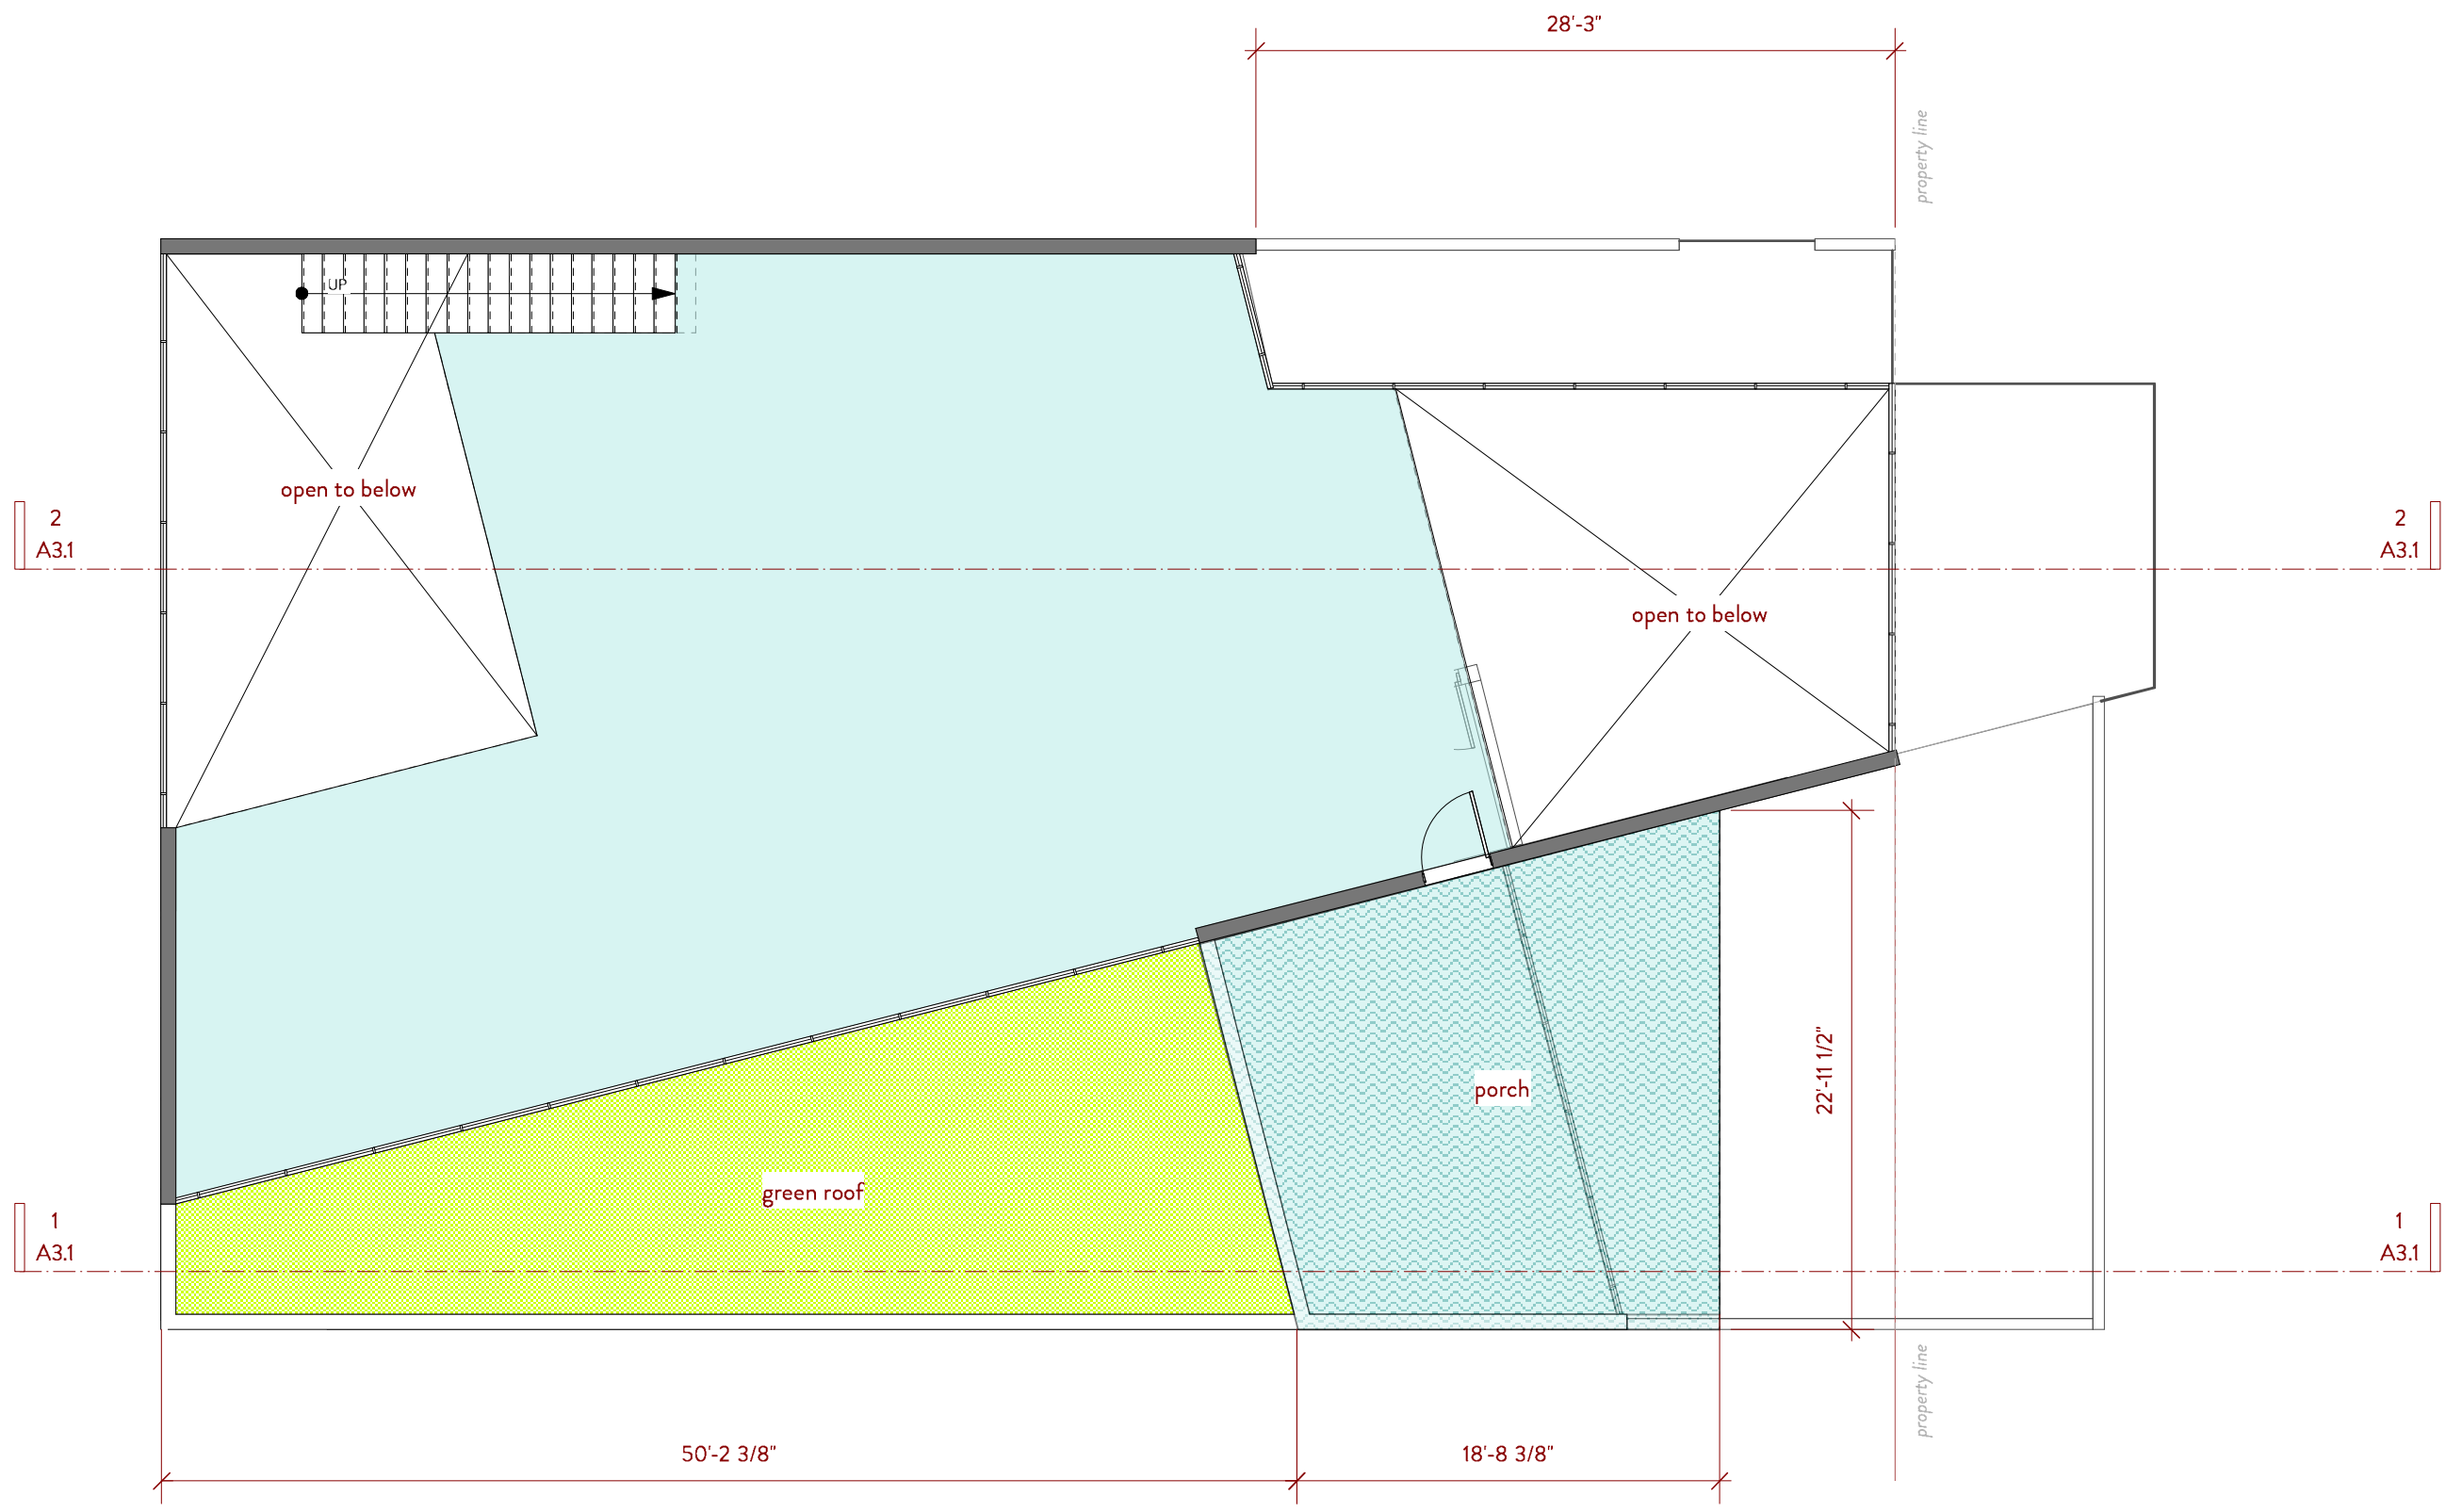 28'-3"
property line
UP
open to below
2
A3.1
2
A3.1
open to below
22'-11 1/2"
porch
green roof
1
A3.1
1
A3.1
property line
50'-2 3/8"
18'-8 3/8"